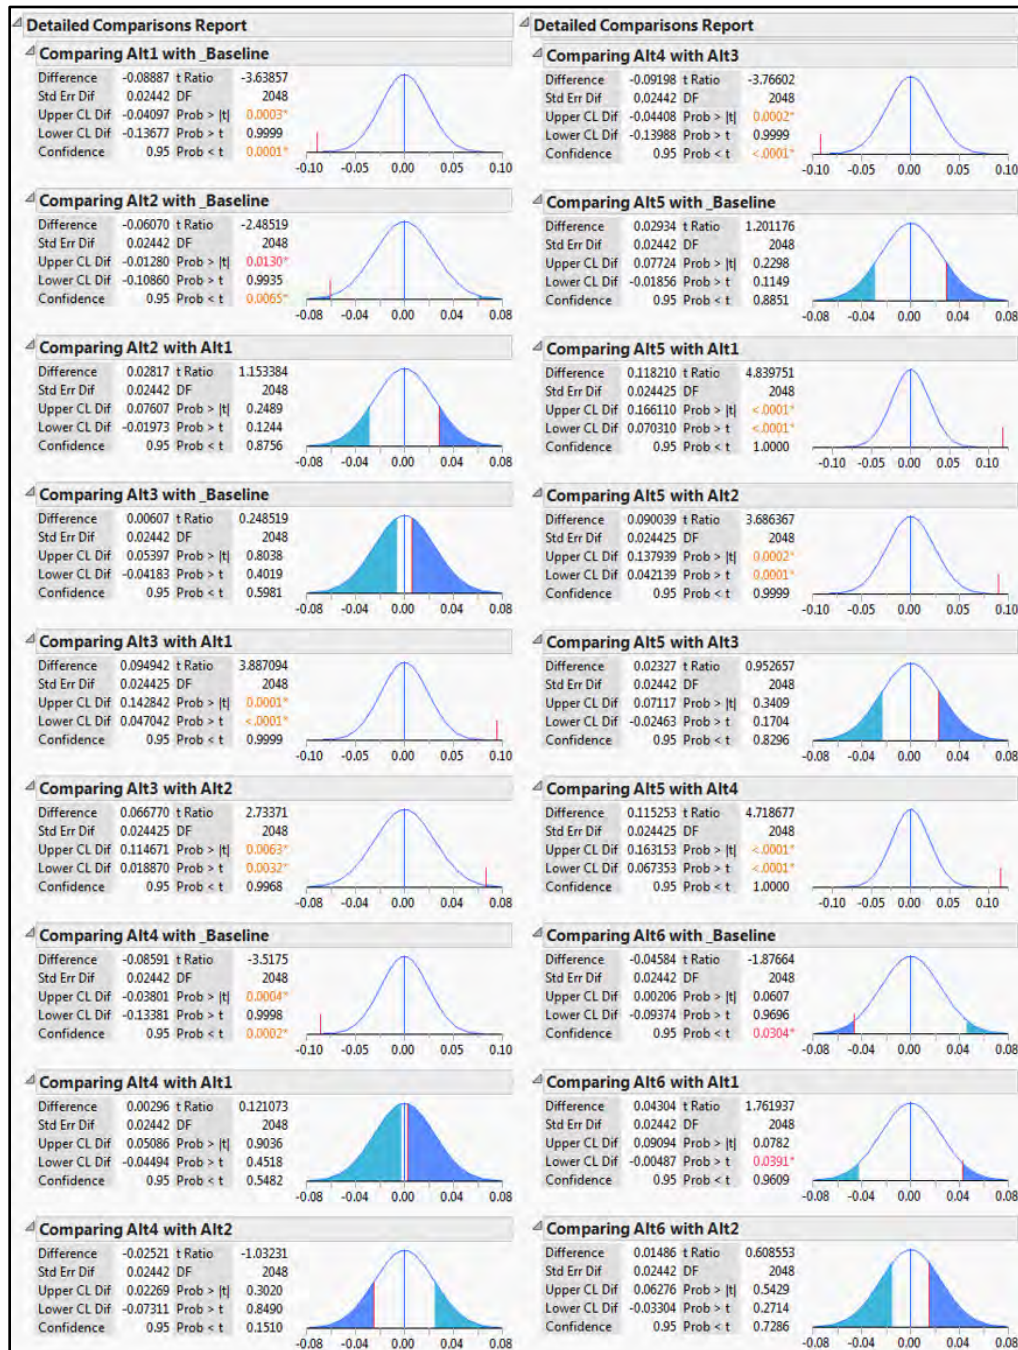 Detailed Comparisons Report
Comparing Alt1 with _Baseline
Difference -0.08887 t Ratio -3.63857
Std Err Dif 0.02442 DF 2048
Upper CL Dif -0.04097 Prob > |t| 0.0003*
Lower CL Dif -0.13677 Prob > t 0.9999
Confidence 0.95 Prob < t 0.0001*
-0.10 -0.05 0.00 0.05 0.10
Comparing Alt2 with _Baseline
Difference -0.06070 t Ratio -2.48519
Std Err Dif 0.02442 DF 2048
Upper CL Dif -0.01280 Prob > |t| 0.0130*
Lower CL Dif -0.10860 Prob > t 0.9935
Confidence 0.95 Prob < t 0.0065*
-0.08 -0.04 0.00 0.04 0.08
Comparing Alt2 with Alt1
Difference 0.02817 t Ratio 1.153384
Std Err Dif 0.02442 DF 2048
Upper CL Dif 0.07607 Prob > |t| 0.2489
Lower CL Dif -0.01973 Prob > t 0.1244
Confidence 0.95 Prob < t 0.8756
-0.08 -0.04 0.00 0.04 0.08
Comparing Alt3 with _Baseline
Difference 0.00607 t Ratio 0.248519
Std Err Dif 0.02442 DF 2048
Upper CL Dif 0.05397 Prob > |t| 0.8038
Lower CL Dif -0.04183 Prob > t 0.4019
Confidence 0.95 Prob < t 0.5981
-0.08 -0.04 0.00 0.04 0.08
Comparing Alt3 with Alt1
Difference 0.094942 t Ratio 3.887094
Std Err Dif 0.024425 DF 2048
Upper CL Dif 0.142842 Prob > |t| 0.0001*
Lower CL Dif 0.047042 Prob > t <.0001*
Confidence 0.95 Prob < t 0.9999
-0.10 -0.05 0.00 0.05 0.10
Comparing Alt3 with Alt2
Difference 0.066770 t Ratio 2.73371
Std Err Dif 0.024425 DF 2048
Upper CL Dif 0.114671 Prob > |t| 0.0063*
Lower CL Dif 0.018870 Prob > t 0.0032*
Confidence 0.95 Prob < t 0.9968
-0.08 -0.04 0.00 0.04 0.08
Comparing Alt4 with _Baseline
Difference -0.08591 t Ratio -3.5175
Std Err Dif 0.02442 DF 2048
Upper CL Dif -0.03801 Prob > |t| 0.0004*
Lower CL Dif -0.13381 Prob > t 0.9998
Confidence 0.95 Prob < t 0.0002*
-0.10 -0.05 0.00 0.05 0.10
Comparing Alt4 with Alt1
Difference 0.00296 t Ratio 0.121073
Std Err Dif 0.02442 DF 2048
Upper CL Dif 0.05086 Prob > |t| 0.9036
Lower CL Dif -0.04494 Prob > t 0.4518
Confidence 0.95 Prob < t 0.5482
-0.08 -0.04 0.00 0.04 0.08
Comparing Alt4 with Alt2
Difference -0.02521 t Ratio -1.03231
Std Err Dif 0.02442 DF 2048
Upper CL Dif 0.02269 Prob > |t| 0.3020
Lower CL Dif -0.07311 Prob > t 0.8490
Confidence 0.95 Prob < t 0.1510
-0.08 -0.04 0.00 0.04 0.08
Detailed Comparisons Report
Comparing Alt4 with Alt3
Difference -0.09198 t Ratio -3.76602
Std Err Dif 0.02442 DF 2048
Upper CL Dif -0.04408 Prob > |t| 0.0002*
Lower CL Dif -0.13988 Prob > t 0.9999
Confidence 0.95 Prob < t <.0001*
-0.10 -0.05 0.00 0.05 0.10
Comparing Alt5 with _Baseline
Difference 0.02934 t Ratio 1.201176
Std Err Dif 0.02442 DF 2048
Upper CL Dif 0.07724 Prob > |t| 0.2298
Lower CL Dif -0.01856 Prob > t 0.1149
Confidence 0.95 Prob < t 0.8851
-0.08 -0.04 0.00 0.04 0.08
Comparing Alt5 with Alt1
Difference 0.118210 t Ratio 4.839751
Std Err Dif 0.024425 DF 2048
Upper CL Dif 0.166110 Prob > |t| <.0001*
Lower CL Dif 0.070310 Prob > t <.0001*
Confidence 0.95 Prob < t 1.0000
-0.10 -0.05 0.00 0.05 0.10
Comparing Alt5 with Alt2
Difference 0.090039 t Ratio 3.686367
Std Err Dif 0.024425 DF 2048
Upper CL Dif 0.137939 Prob > |t| 0.0002*
Lower CL Dif 0.042139 Prob > t 0.0001*
Confidence 0.95 Prob < t 0.9999
-0.10 -0.05 0.00 0.05 0.10
Comparing Alt5 with Alt3
Difference 0.02327 t Ratio 0.952657
Std Err Dif 0.02442 DF 2048
Upper CL Dif 0.07117 Prob > |t| 0.3409
Lower CL Dif -0.02463 Prob > t 0.1704
Confidence 0.95 Prob < t 0.8296
-0.08 -0.04 0.00 0.04 0.08
Comparing Alt5 with Alt4
Difference 0.115253 t Ratio 4.718677
Std Err Dif 0.024425 DF 2048
Upper CL Dif 0.163153 Prob > |t| <.0001*
Lower CL Dif 0.067353 Prob > t <.0001*
Confidence 0.95 Prob < t 1.0000
-0.10 -0.05 0.00 0.05 0.10
Comparing Alt6 with _Baseline
Difference -0.04584 t Ratio -1.87664
Std Err Dif 0.02442 DF 2048
Upper CL Dif 0.00206 Prob > |t| 0.0607
Lower CL Dif -0.09374 Prob > t 0.9696
Confidence 0.95 Prob < t 0.0304*
-0.08 -0.04 0.00 0.04 0.08
Comparing Alt6 with Alt1
Difference 0.04304 t Ratio 1.761937
Std Err Dif 0.02442 DF 2048
Upper CL Dif 0.09094 Prob > |t| 0.0782
Lower CL Dif -0.00487 Prob > t 0.0391*
Confidence 0.95 Prob < t 0.9609
-0.08 -0.04 0.00 0.04 0.08
Comparing Alt6 with Alt2
Difference 0.01486 t Ratio 0.608553
Std Err Dif 0.02442 DF 2048
Upper CL Dif 0.06276 Prob > |t| 0.5429
Lower CL Dif -0.03304 Prob > t 0.2714
Confidence 0.95 Prob < t 0.7286
-0.08 -0.04 0.00 0.04 0.08